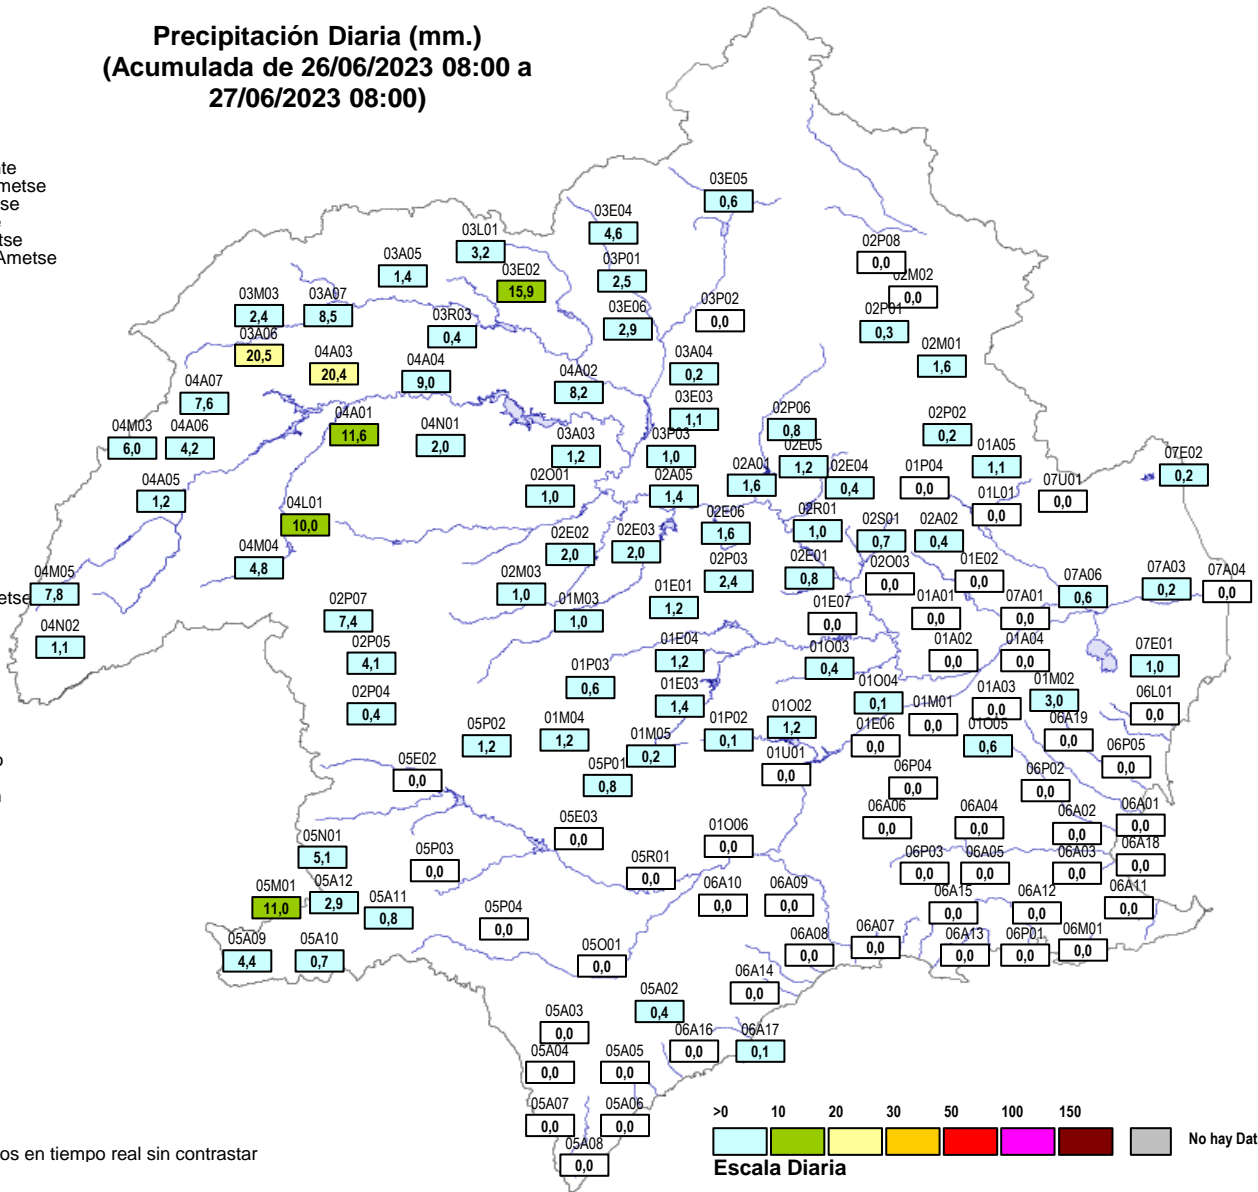 Precipitación Diaria (mm.)
(Acumulada de 26/06/2023 08:00 a
27/06/2023 08:00)
03E05
0,6
03E04
4,6
03L01
3,2
02P08
0,0
03A05
1,4
03P01
2,5
03E02
15,9
02M02
0,0
03M03
2,4
03A07
8,5
03P02
0,0
03E06
2,9
02P01
0,3
03R03
0,4
03A06
20,5
04A03
20,4
04A04
9,0
03A04
0,2
02M01
1,6
04A02
8,2
04A07
7,6
03E03
1,1
04A01
11,6
02P06
0,8
02P02
0,2
04M03
6,0
04A06
4,2
04N01
2,0
03A03
1,2
03P03
1,0
02E05
1,2
01A05
1,1
07E02
0,2
04A05
1,2
02O01
1,0
02A05
1,4
02A01
1,6
02E04
0,4
01P04
0,0
07U01
0,0
01L01
0,0
04L01
10,0
02E06
1,6
02R01
1,0
02S01
0,7
02A02
0,4
02E02
2,0
02E03
2,0
04M04
4,8
04M05
7,8
02M03
1,0
02P03
2,4
02E01
0,8
02O03
0,0
01E02
0,0
07A06
0,6
07A03
0,2
07A04
0,0
01E01
1,2
01M03
1,0
02P07
7,4
01E07
0,0
01A01
0,0
07A01
0,0
04N02
1,1
02P05
4,1
01E04
1,2
01O03
0,4
01A02
0,0
01A04
0,0
07E01
1,0
01P03
0,6
02P04
0,4
01E03
1,4
01O04
0,1
01A03
0,0
01M02
3,0
06L01
0,0
01M01
0,0
05P02
1,2
01M04
1,2
01P02
0,1
01O02
1,2
01E06
0,0
01O05
0,6
06A19
0,0
01M05
0,2
05E02
0,0
05P01
0,8
01U01
0,0
06P04
0,0
06P02
0,0
06P05
0,0
05E03
0,0
06A06
0,0
06A04
0,0
06A02
0,0
06A01
0,0
05N01
5,1
01O06
0,0
05P03
0,0
05R01
0,0
06P03
0,0
06A05
0,0
06A03
0,0
06A18
0,0
05M01
11,0
05A12
2,9
05A11
0,8
06A10
0,0
06A09
0,0
06A15
0,0
06A12
0,0
06A11
0,0
05P04
0,0
05A09
4,4
05A10
0,7
05O01
0,0
06A08
0,0
06A07
0,0
06A13
0,0
06P01
0,0
06M01
0,0
06A14
0,0
05A02
0,4
05A03
0,0
06A16
0,0
06A17
0,1
05A04
0,0
05A05
0,0
05A07
0,0
05A06
0,0
05A08
0,0
>0 10 20 30 50 100 150
No hay Dat
Escala Diaria
os en tiempo real sin contrastar